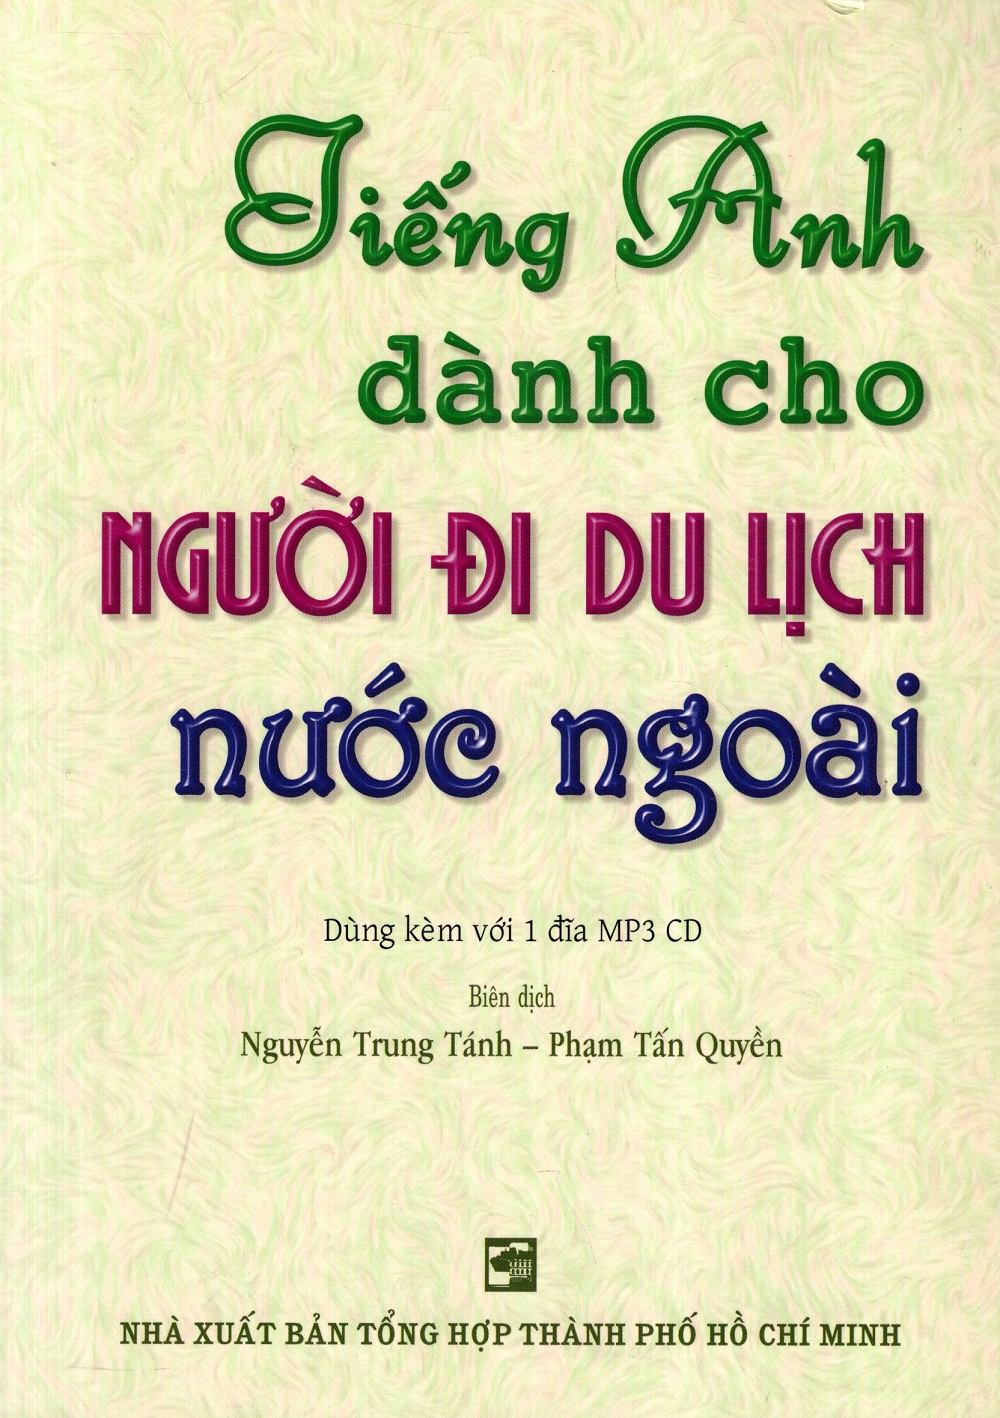 Tiếng Anh
dành cho
NGƯỜI ĐI DU LỊCH
nước ngoài
Dùng kèm với 1 đĩa MP3 CD
Biên dịch
Nguyễn Trung Tánh – Phạm Tấn Quyền
NHÀ XUẤT BẢN TỔNG HỢP THÀNH PHỐ HỒ CHÍ MINH